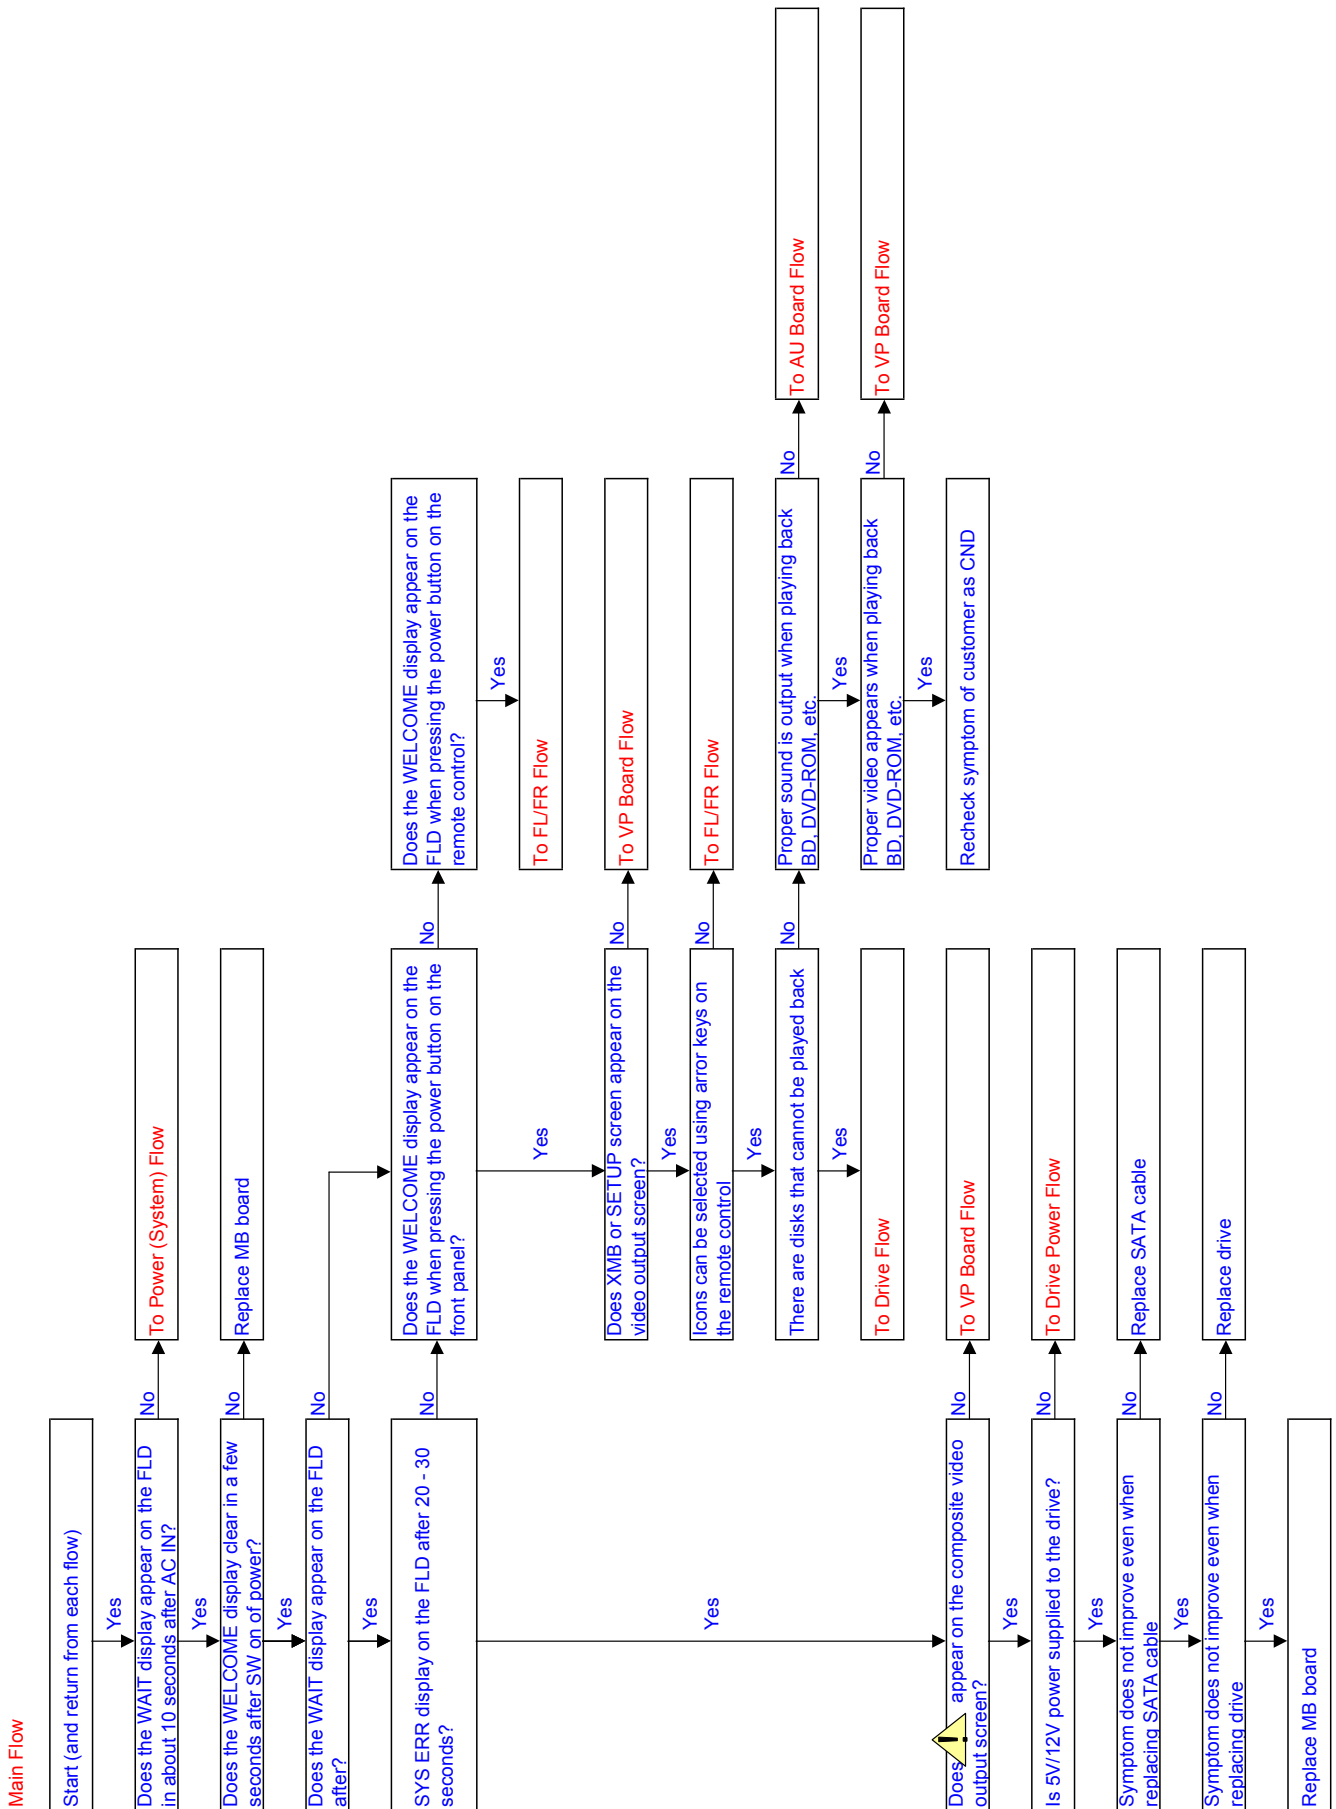 Main Flow
Start (and return from each flow)
Yes
Does the WAIT display appear on the FLD
in about 10 seconds after AC IN?
No
To Power (System) Flow
Yes
Does the WELCOME display clear in a few
seconds after SW on of power?
No
Replace MB board
Yes
Does the WAIT display appear on the FLD
after?
No
Yes
SYS ERR display on the FLD after 20 - 30
seconds?
No
Does the WELCOME display appear on the
FLD when pressing the power button on the
front panel?
No
Does the WELCOME display appear on the
FLD when pressing the power button on the
remote control?
Yes
To FL/FR Flow
Yes
Does XMB or SETUP screen appear on the
video output screen?
No
To VP Board Flow
Yes
Icons can be selected using arror keys on
the remote control
No
To FL/FR Flow
Yes
There are disks that cannot be played back
No
Proper sound is output when playing back
BD, DVD-ROM, etc.
No
To AU Board Flow
Yes
To Drive Flow
Yes
Proper video appears when playing back
BD, DVD-ROM, etc.
No
To VP Board Flow
Yes
Recheck symptom of customer as CND
Yes
Does ! appear on the composite video
output screen?
No
To VP Board Flow
Yes
Is 5V/12V power supplied to the drive?
No
To Drive Power Flow
Yes
Symptom does not improve even when
replacing SATA cable
No
Replace SATA cable
Yes
Symptom does not improve even when
replacing drive
No
Replace drive
Yes
Replace MB board